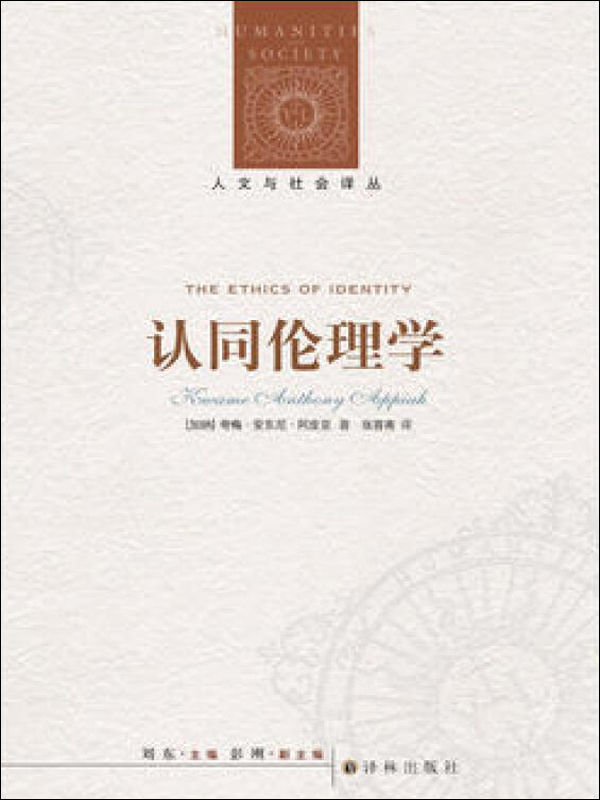 HUMANITIES
SOCIETY
人文与社会译丛
THE ETHICS OF IDENTITY
认同伦理学
Kwame Anthony Appiah
[加纳] 夸梅·安东尼·阿皮亚 著 张容南 译
刘东·主编 彭刚·副主编
译林出版社